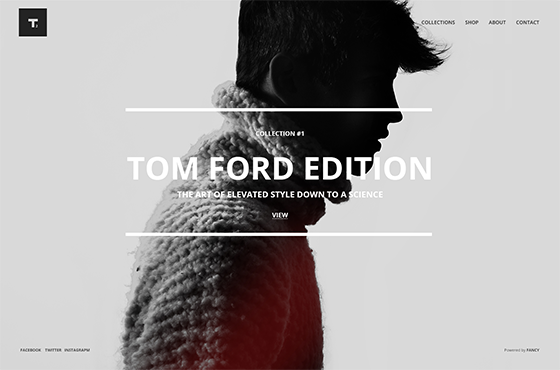 T.
COLLECTIONS SHOP ABOUT CONTACT
COLLECTION #1
TOM FORD EDITION
THE ART OF ELEVATED STYLE DOWN TO A SCIENCE
VIEW
FACEBOOK TWITTER INSTAGRAPM
Powered by FANCY